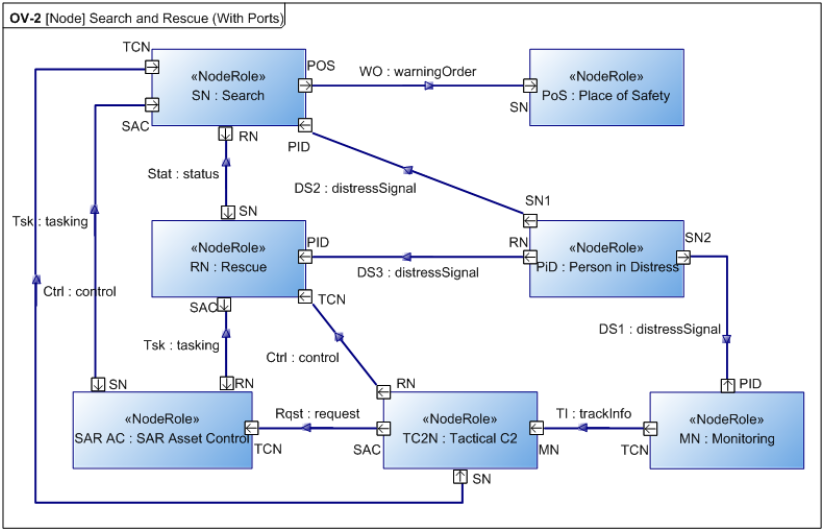 OV-2 [Node] Search and Rescue (With Ports)
TCN
«NodeRole»
SN : Search
POS
WO : warningOrder
«NodeRole»
PoS : Place of Safety
SN
SAC
RN
PID
Stat : status
DS2 : distressSignal
SN1
Tsk : tasking
SN
«NodeRole»
RN : Rescue
PID
DS3 : distressSignal
RN
«NodeRole»
PiD : Person in Distress
SN2
Ctrl : control
SAC
TCN
Tsk : tasking
Ctrl : control
DS1 : distressSignal
SN
RN
RN
PID
«NodeRole»
SAR AC : SAR Asset Control
Rqst : request
TCN
SAC
«NodeRole»
TC2N : Tactical C2
TI : trackInfo
MN
TCN
«NodeRole»
MN : Monitoring
SN